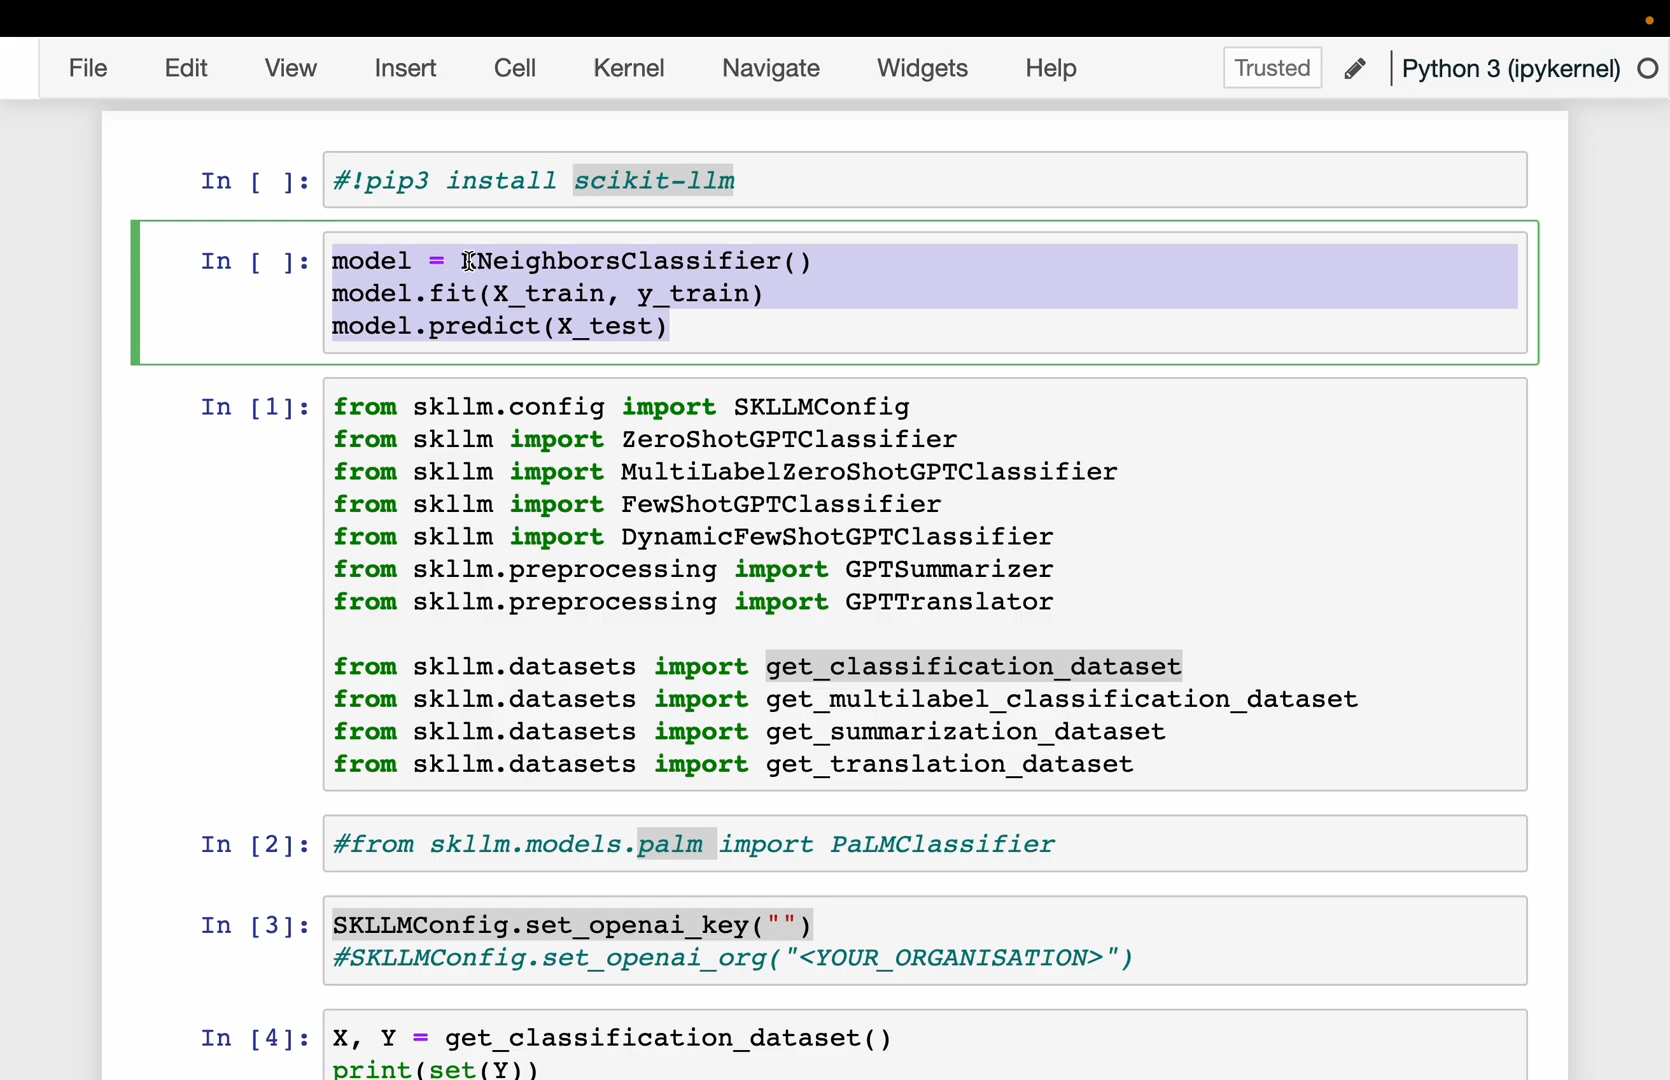 File Edit View Insert Cell Kernel Navigate Widgets Help Trusted Python 3 (ipykernel)
In [ ]: #!pip3 install scikit-llm
In [ ]: model = KNeighborsClassifier()
model.fit(X_train, y_train)
model.predict(X_test)
In [1]: from skllm.config import SKLLMConfig
from skllm import ZeroShotGPTClassifier
from skllm import MultiLabelZeroShotGPTClassifier
from skllm import FewShotGPTClassifier
from skllm import DynamicFewShotGPTClassifier
from skllm.preprocessing import GPTSummarizer
from skllm.preprocessing import GPTTranslator
from skllm.datasets import get_classification_dataset
from skllm.datasets import get_multilabel_classification_dataset
from skllm.datasets import get_summarization_dataset
from skllm.datasets import get_translation_dataset
In [2]: #from skllm.models.palm import PaLMClassifier
In [3]: SKLLMConfig.set_openai_key("")
#SKLLMConfig.set_openai_org("<YOUR_ORGANISATION>")
In [4]: X, Y = get_classification_dataset()
print(set(Y))